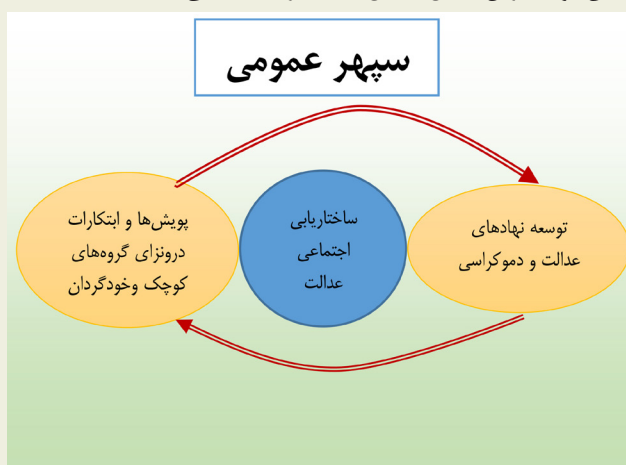 سپهر عمومی
پویش‌ها و ابتکارات
درونزای گروه‌های
کوچک وخودگردان
ساختاریابی
اجتماعی
عدالت
توسعه نهادهای
عدالت و دموکراسی